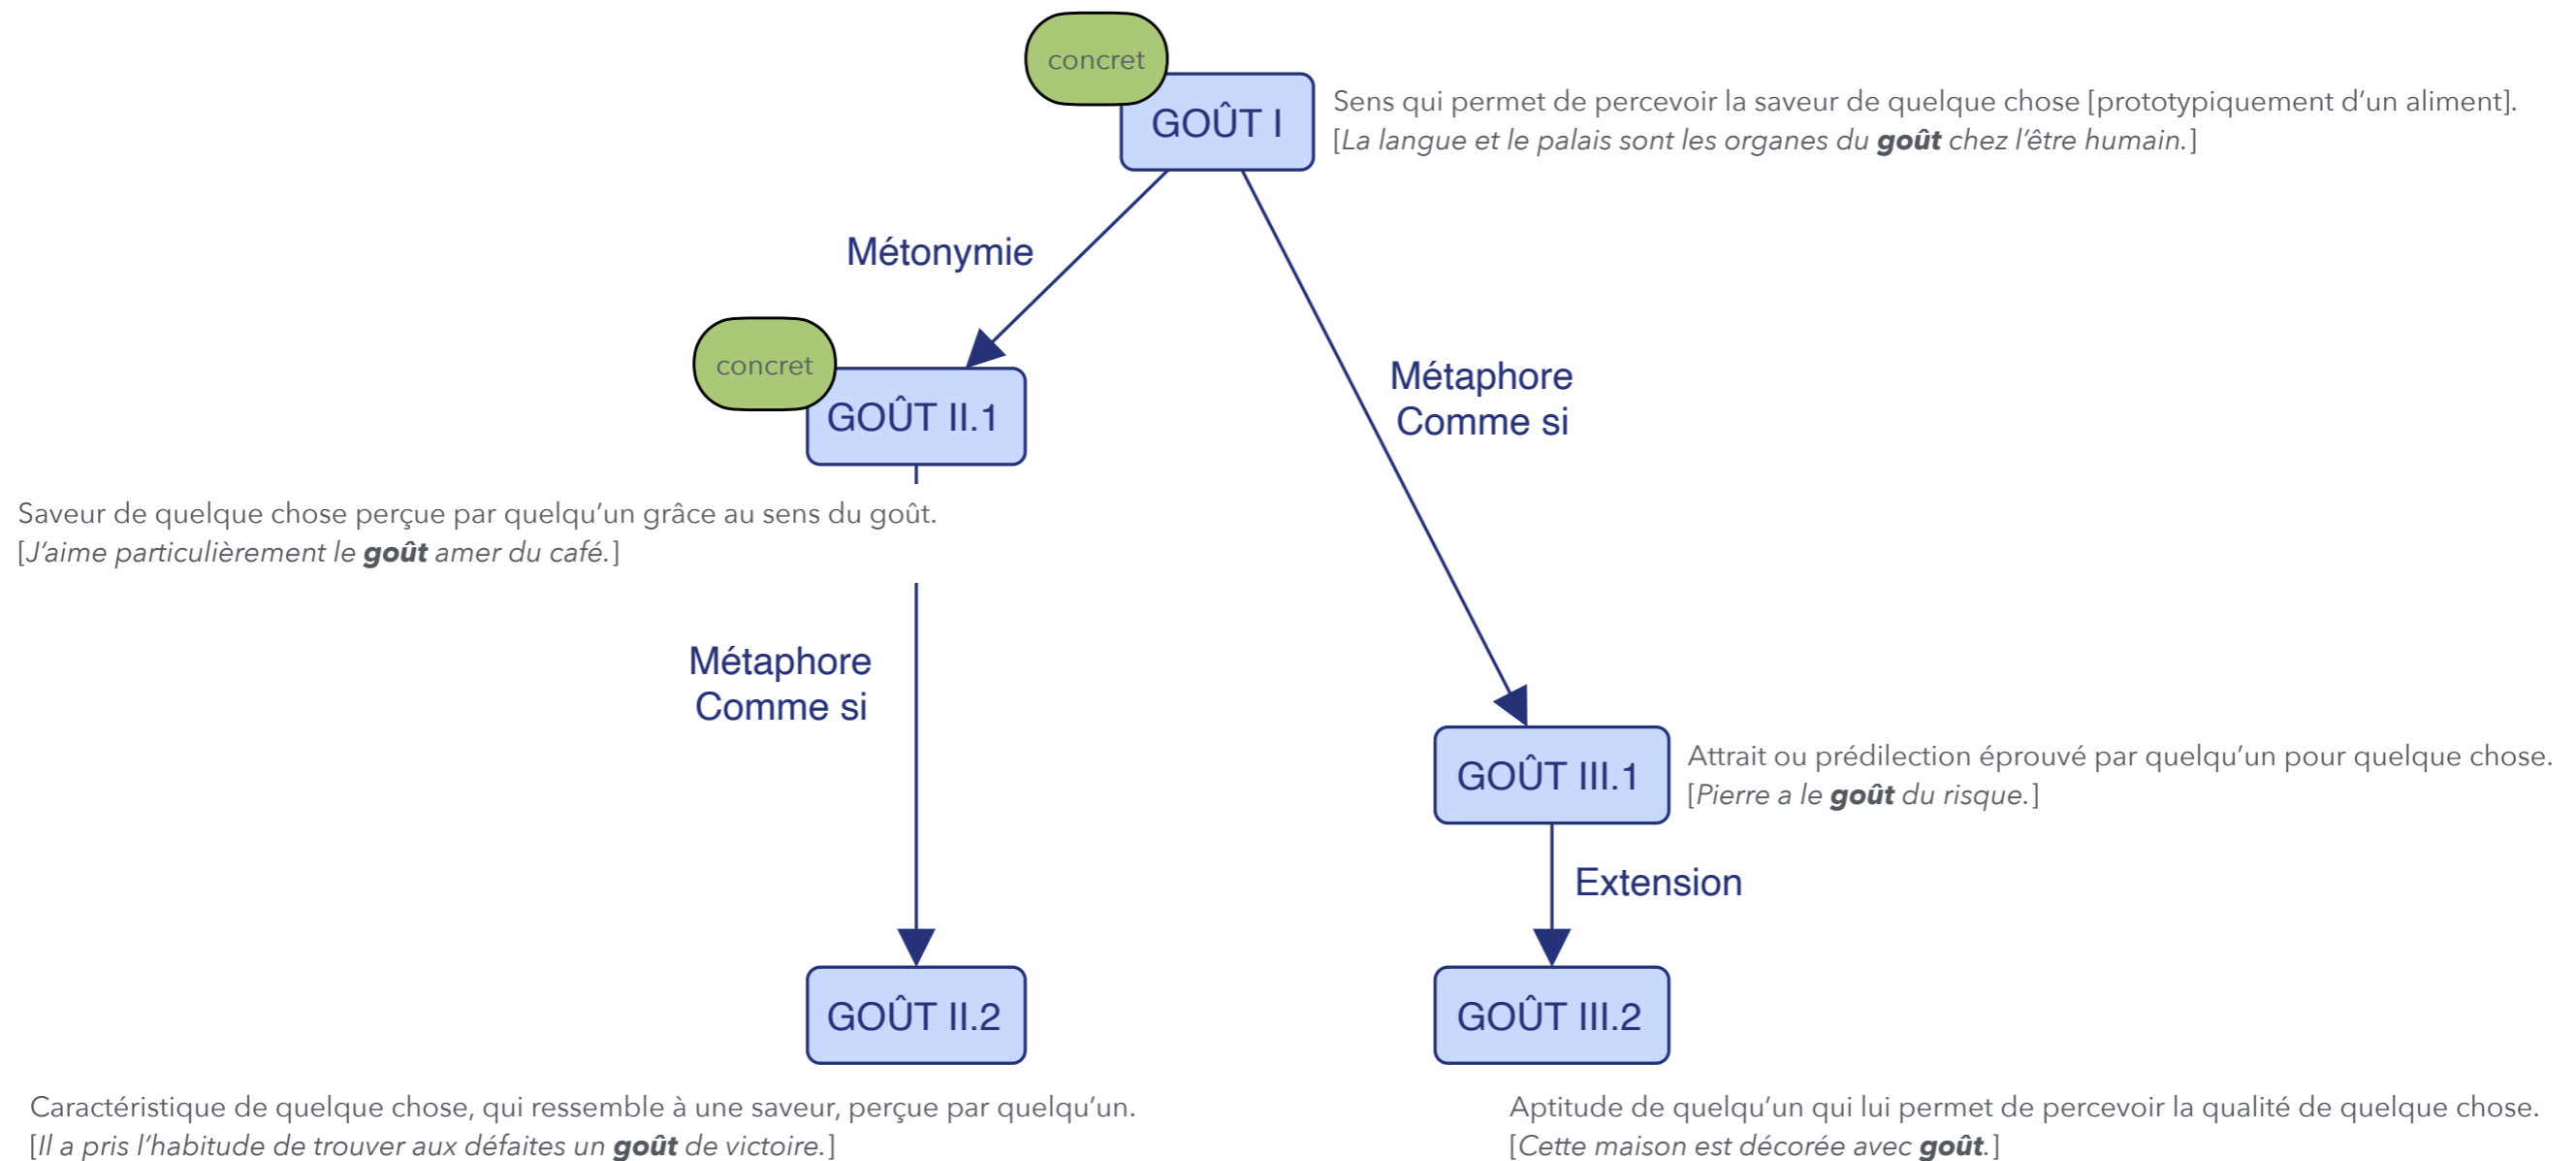 concret
GOÛT I
Sens qui permet de percevoir la saveur de quelque chose [prototypiquement d’un aliment].
[La langue et le palais sont les organes du goût chez l’être humain.]
Métonymie
concret
GOÛT II.1
Métaphore
Comme si
Saveur de quelque chose perçue par quelqu’un grâce au sens du goût.
[J’aime particulièrement le goût amer du café.]
Métaphore
Comme si
GOÛT III.1
Attrait ou prédilection éprouvé par quelqu’un pour quelque chose.
[Pierre a le goût du risque.]
Extension
GOÛT II.2
GOÛT III.2
Caractéristique de quelque chose, qui ressemble à une saveur, perçue par quelqu’un.
[Il a pris l’habitude de trouver aux défaites un goût de victoire.]
Aptitude de quelqu’un qui lui permet de percevoir la qualité de quelque chose.
[Cette maison est décorée avec goût.]